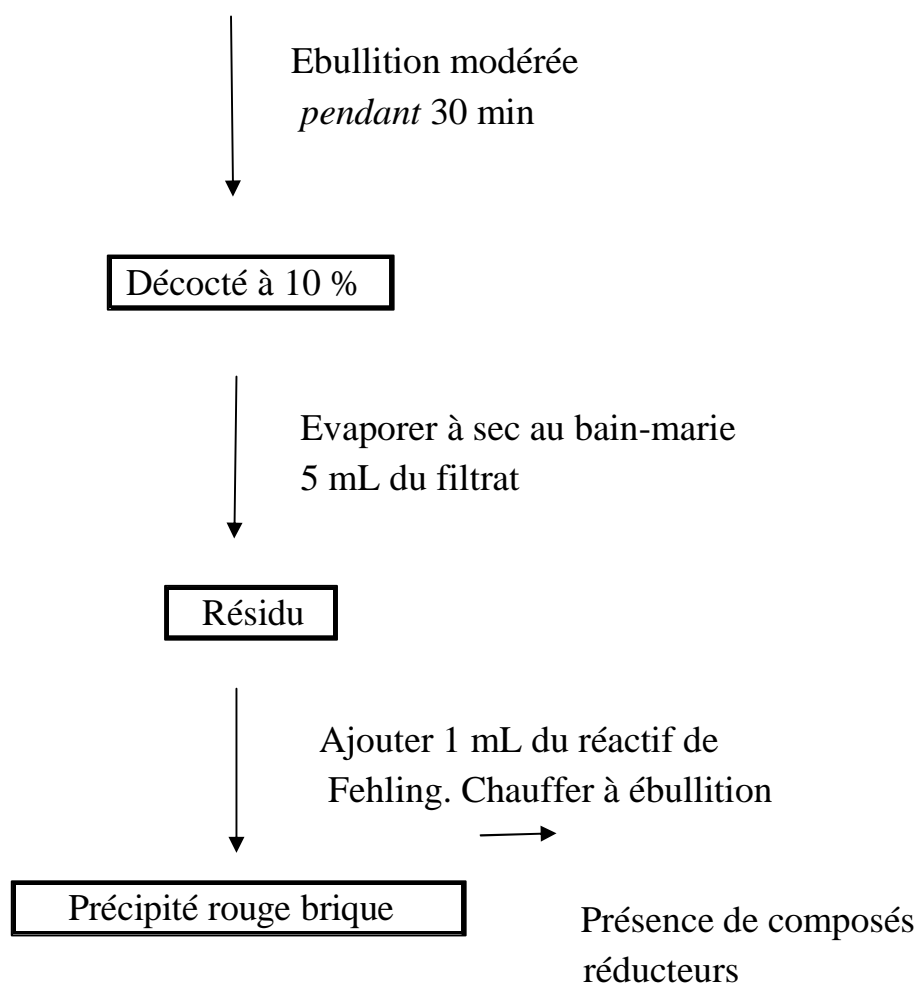 Ebullition modérée
pendant 30 min
Décocté à 10 %
Evaporer à sec au bain-marie
5 mL du filtrat
Résidu
Ajouter 1 mL du réactif de
Fehling. Chauffer à ébullition
Précipité rouge brique
Présence de composés
réducteurs